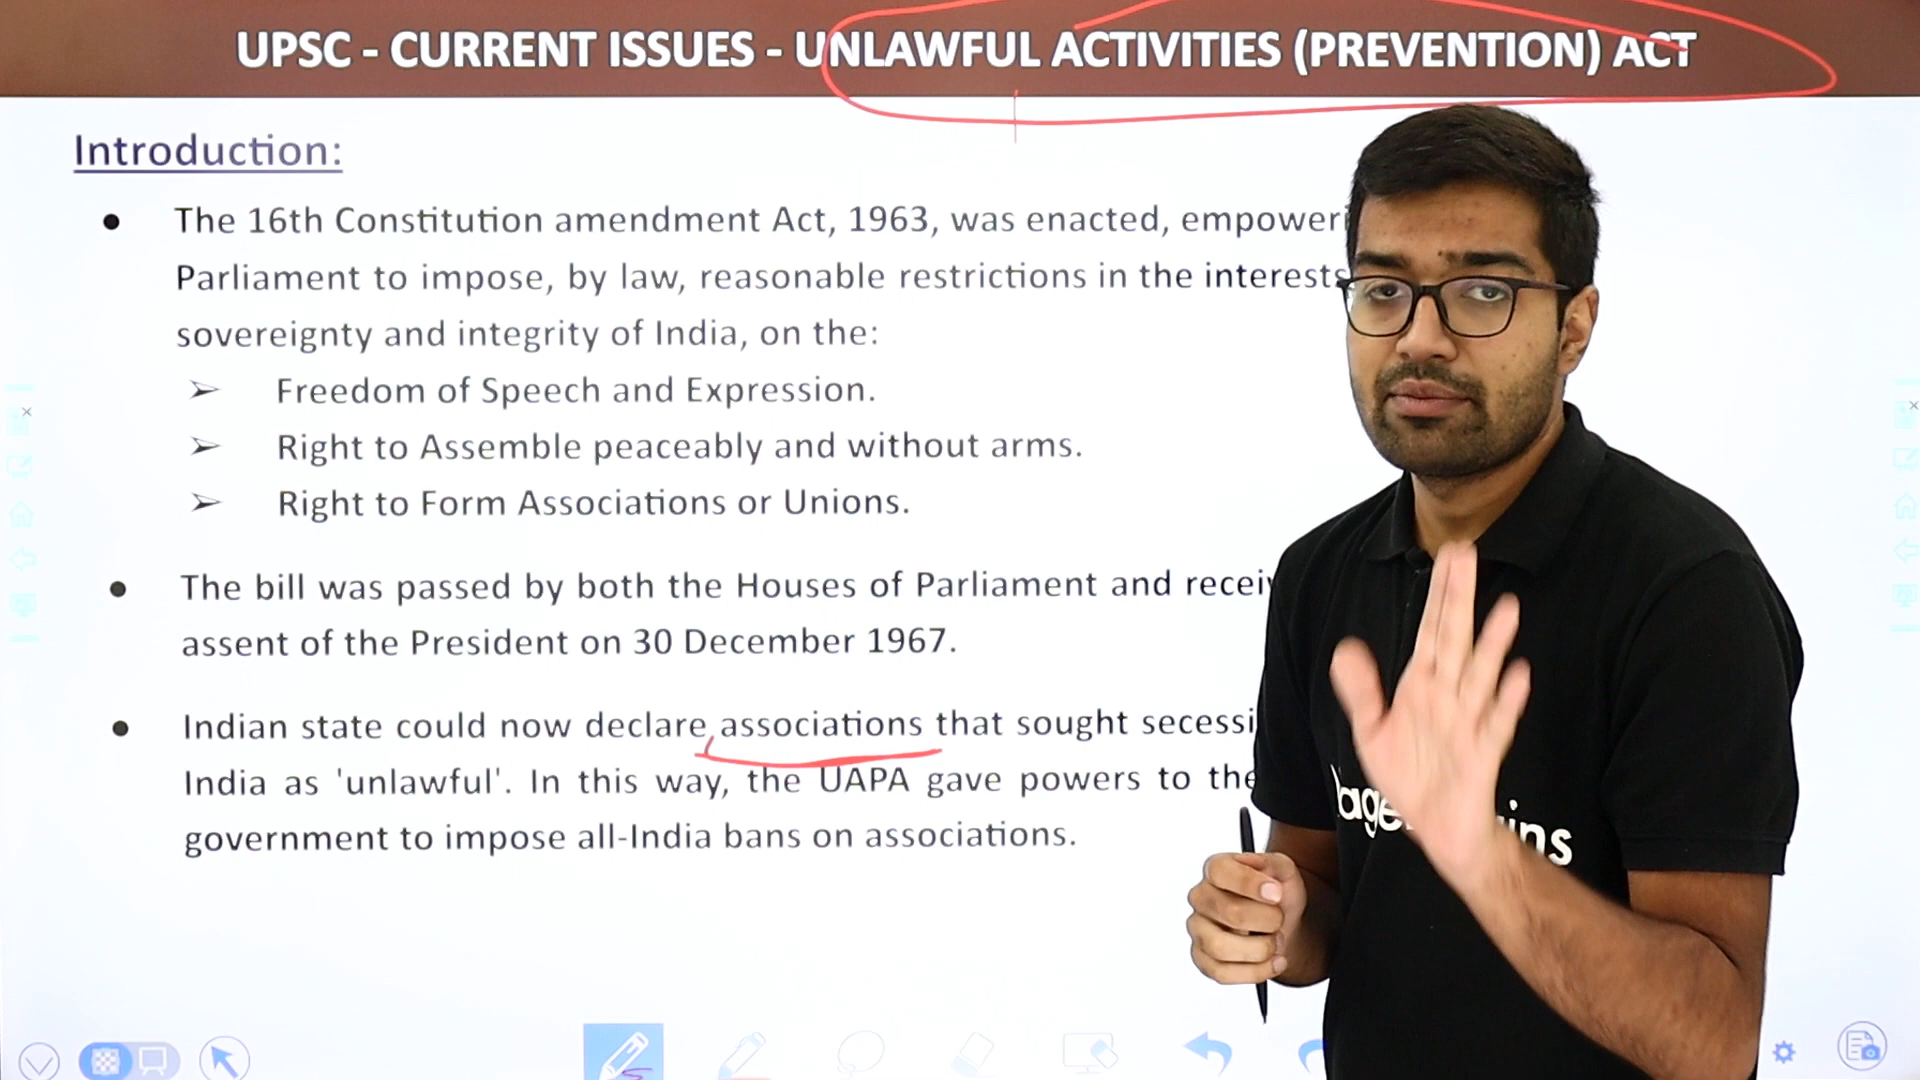 UPSC - CURRENT ISSUES - UNLAWFUL ACTIVITIES (PREVENTION) ACT
Introduction:
• The 16th Constitution amendment Act, 1963, was enacted,
Parliament to impose, by law, reasonable restrictions in the interests
sovereignty and integrity of India, on the:
➢ Freedom of Speech and Expression.
➢ Right to Assemble peaceably and without arms.
➢ Right to Form Associations or Unions.
• The bill was passed by both the Houses of Parliament and
assent of the President on 30 December 1967.
• Indian state could now declare associations that sought
India as 'unlawful'. In this way, the UAPA gave powers to the
government to impose all-India bans on associations.